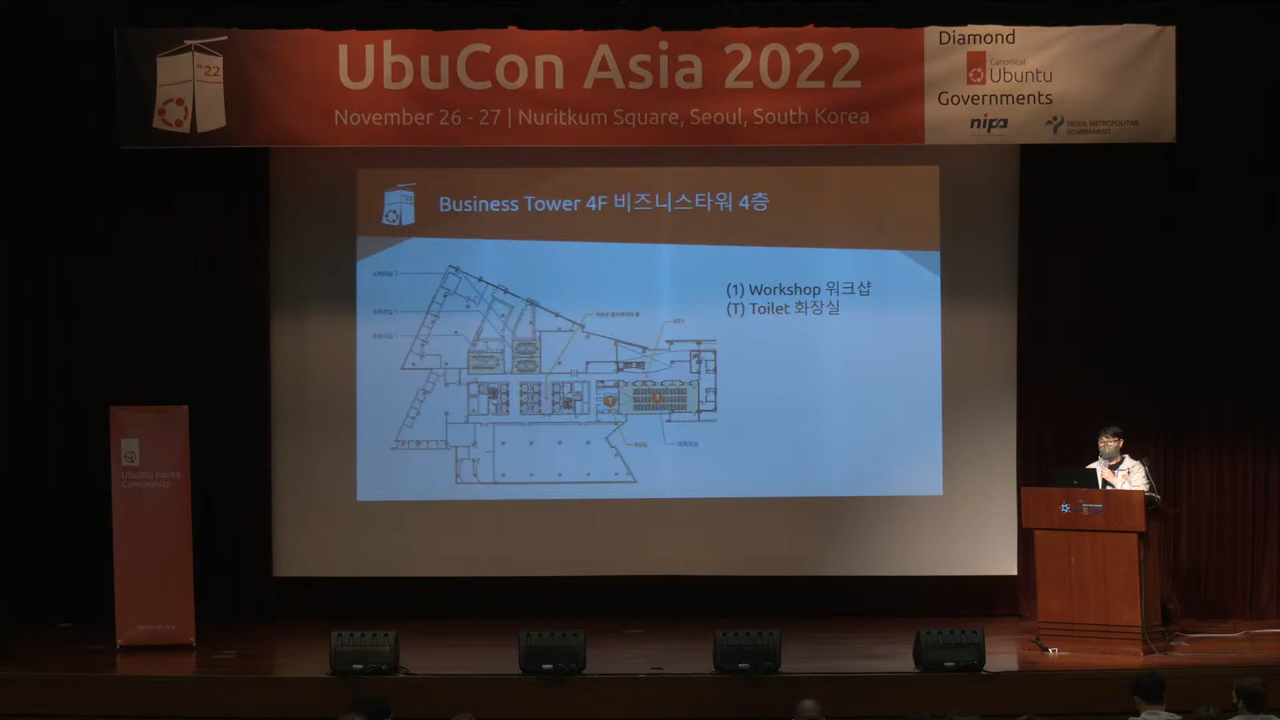 UbuCon Asia 2022
November 26 - 27 | Nuritkum Square, Seoul, South Korea
"22
Diamond
Canonical
Ubuntu
Governments
nipa
SEOUL METROPOLITAN
GOVERNMENT
Business Tower 4F 비즈니스타워 4층
(1) Workshop 워크샵
(T) Toilet 화장실
T
1
Ubuntu Korea
Community